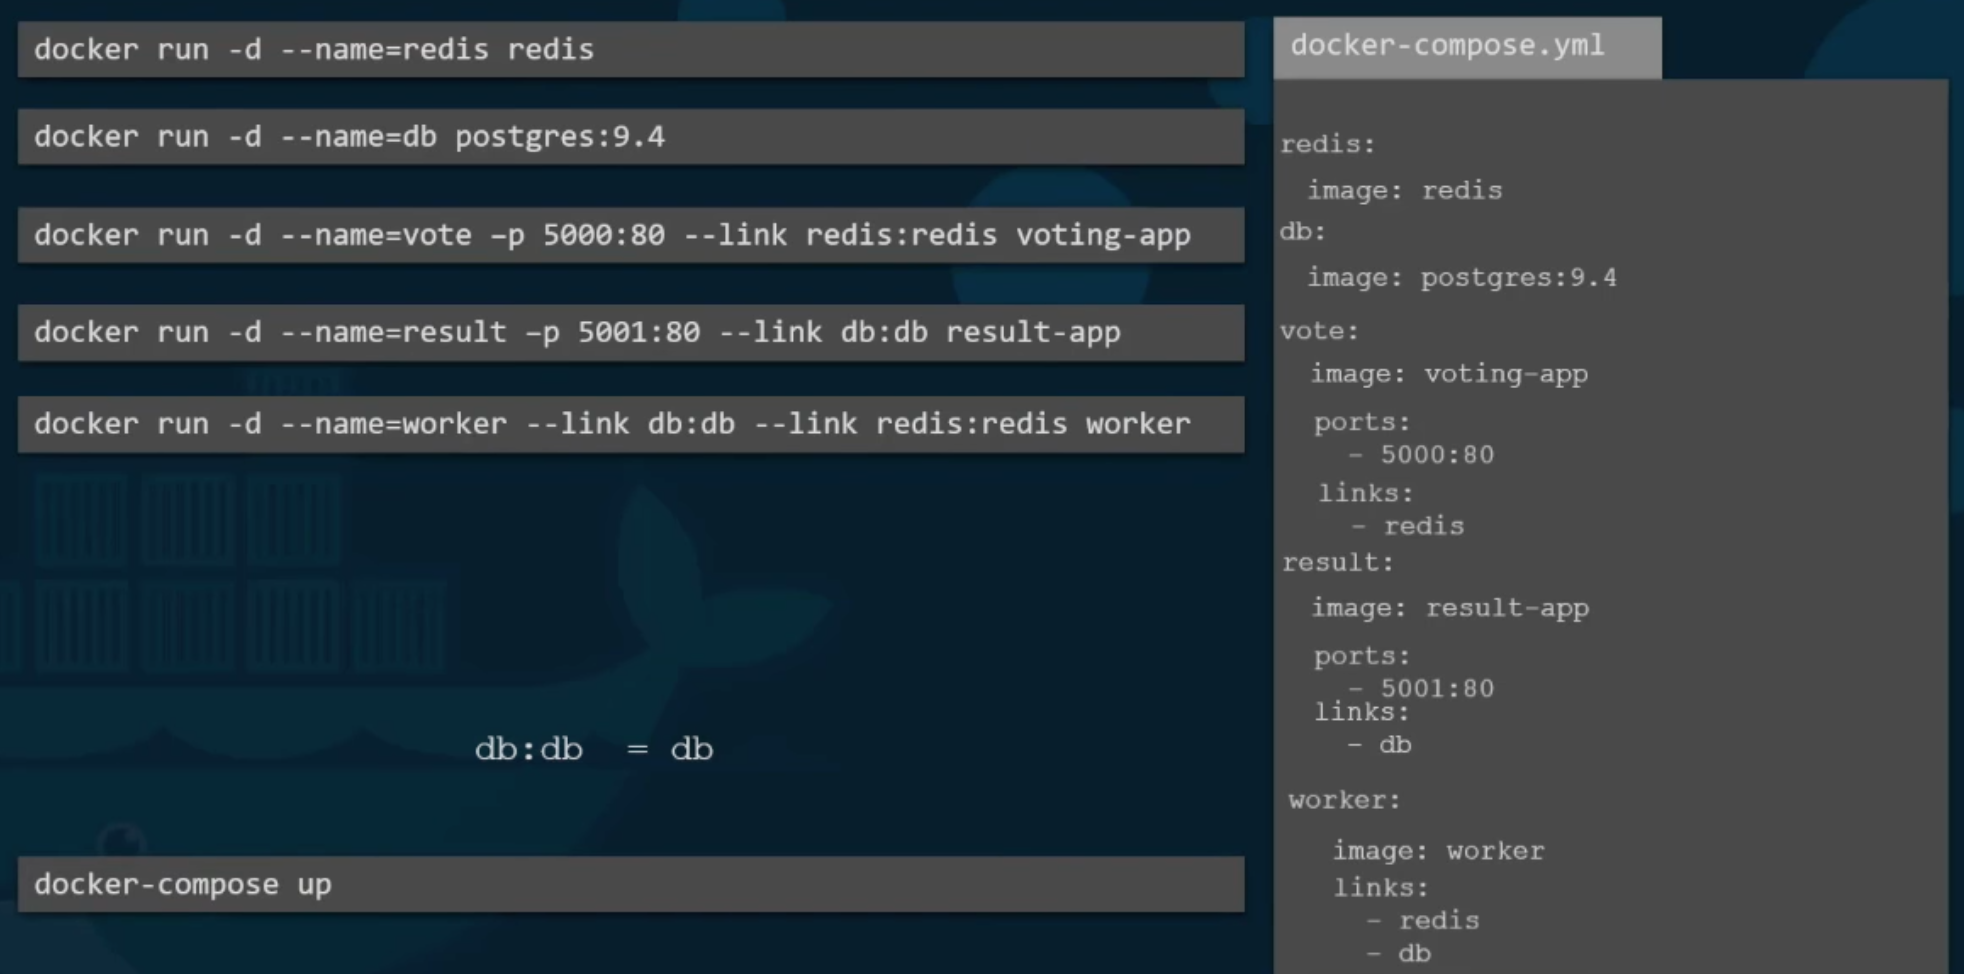 docker run -d --name=redis redis
docker run -d --name=db postgres:9.4
docker run -d --name=vote –p 5000:80 --link redis:redis voting-app
docker run -d --name=result –p 5001:80 --link db:db result-app
docker run -d --name=worker --link db:db --link redis:redis worker
db:db = db
docker-compose up
docker-compose.yml
redis:
image: redis
db:
image: postgres:9.4
vote:
image: voting-app
ports:
- 5000:80
links:
- redis
result:
image: result-app
ports:
- 5001:80
links:
- db
worker:
image: worker
links:
- redis
- db